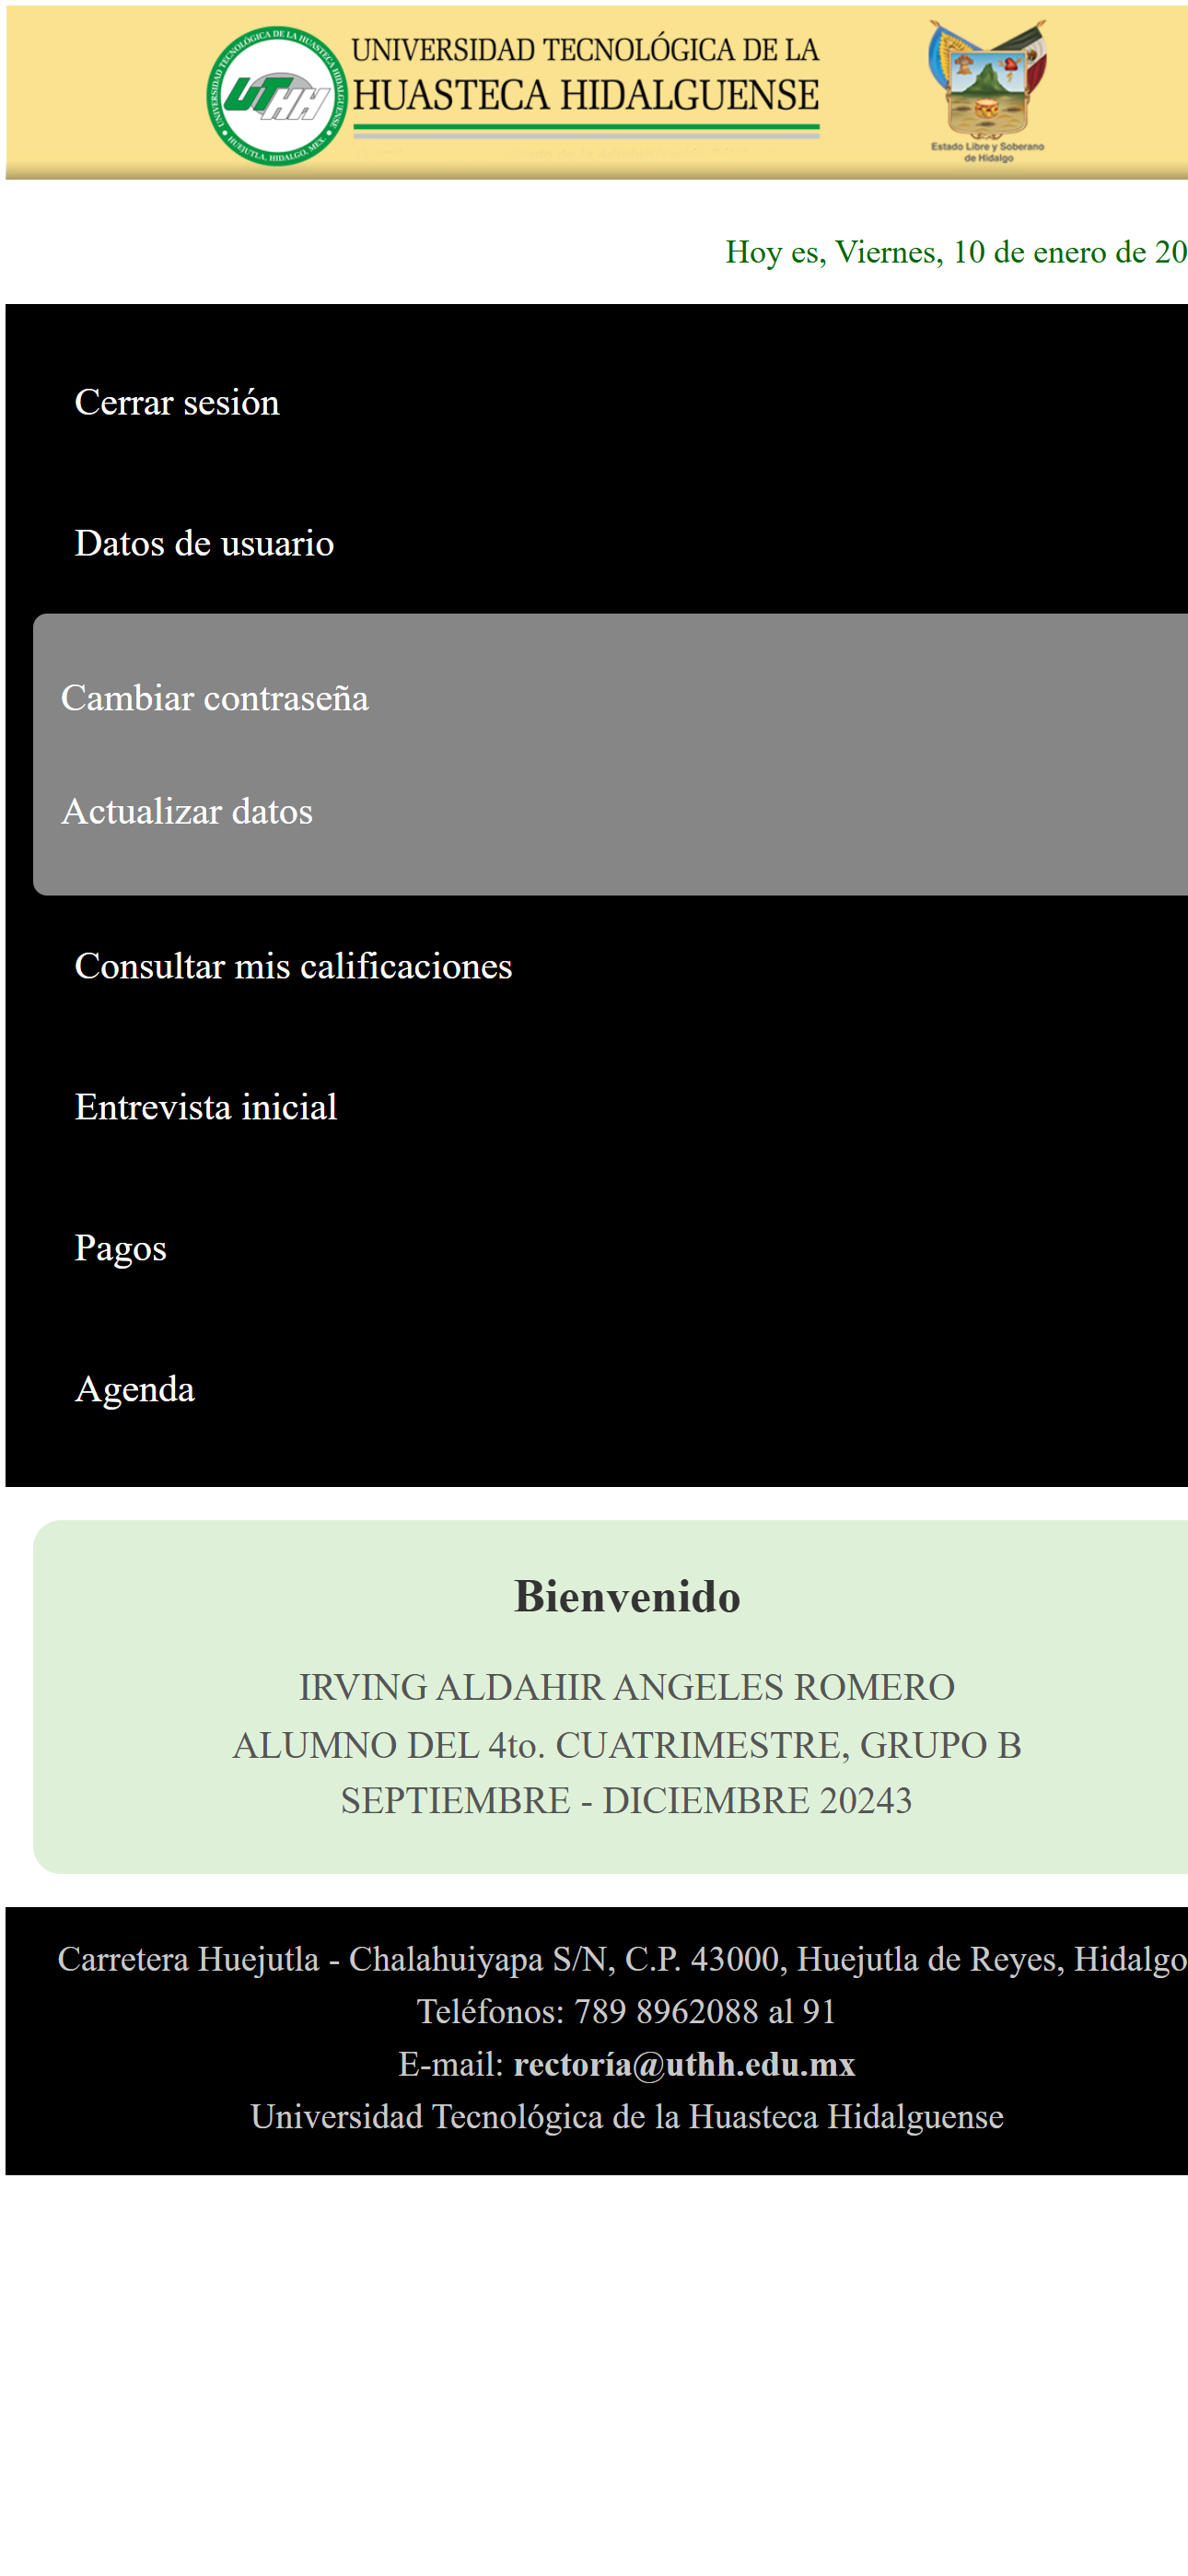 UNIVERSIDAD TECNOLÓGICA DE LA HUASTECA HIDALGUENSE
UTHH
HUEJUTLA, HIDALGO, MEX.
UNIVERSIDAD TECNOLÓGICA DE LA
HUASTECA HIDALGUENSE
Estado Libre y Soberano
de Hidalgo
Hoy es, Viernes, 10 de enero de 20
Cerrar sesión
Datos de usuario
Cambiar contraseña
Actualizar datos
Consultar mis calificaciones
Entrevista inicial
Pagos
Agenda
Bienvenido
IRVING ALDAHIR ANGELES ROMERO
ALUMNO DEL 4to. CUATRIMESTRE, GRUPO B
SEPTIEMBRE - DICIEMBRE 20243
Carretera Huejutla - Chalahuiyapa S/N, C.P. 43000, Huejutla de Reyes, Hidalgo
Teléfonos: 789 8962088 al 91
E-mail: rectoría@uthh.edu.mx
Universidad Tecnológica de la Huasteca Hidalguense